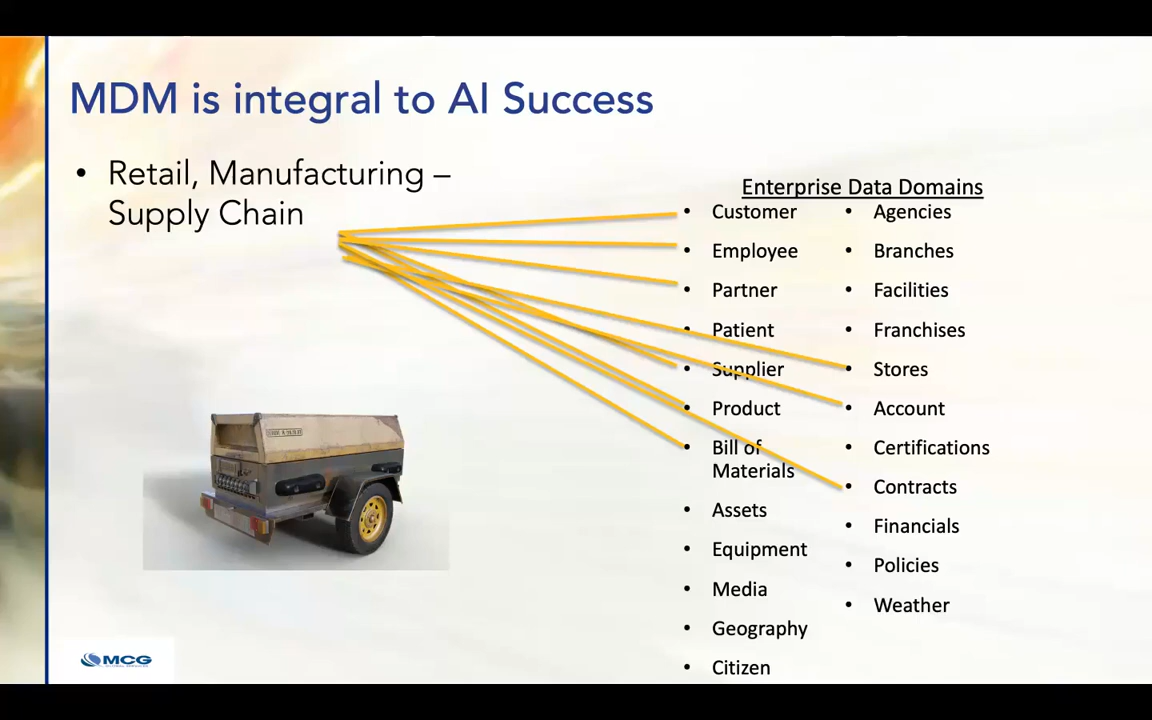 MDM is integral to AI Success
• Retail, Manufacturing –
Supply Chain
Enterprise Data Domains
• Customer
• Employee
• Partner
• Patient
• Supplier
• Product
• Bill of
Materials
• Assets
• Equipment
• Media
• Geography
• Citizen
• Agencies
• Branches
• Facilities
• Franchises
• Stores
• Account
• Certifications
• Contracts
• Financials
• Policies
• Weather
MCG